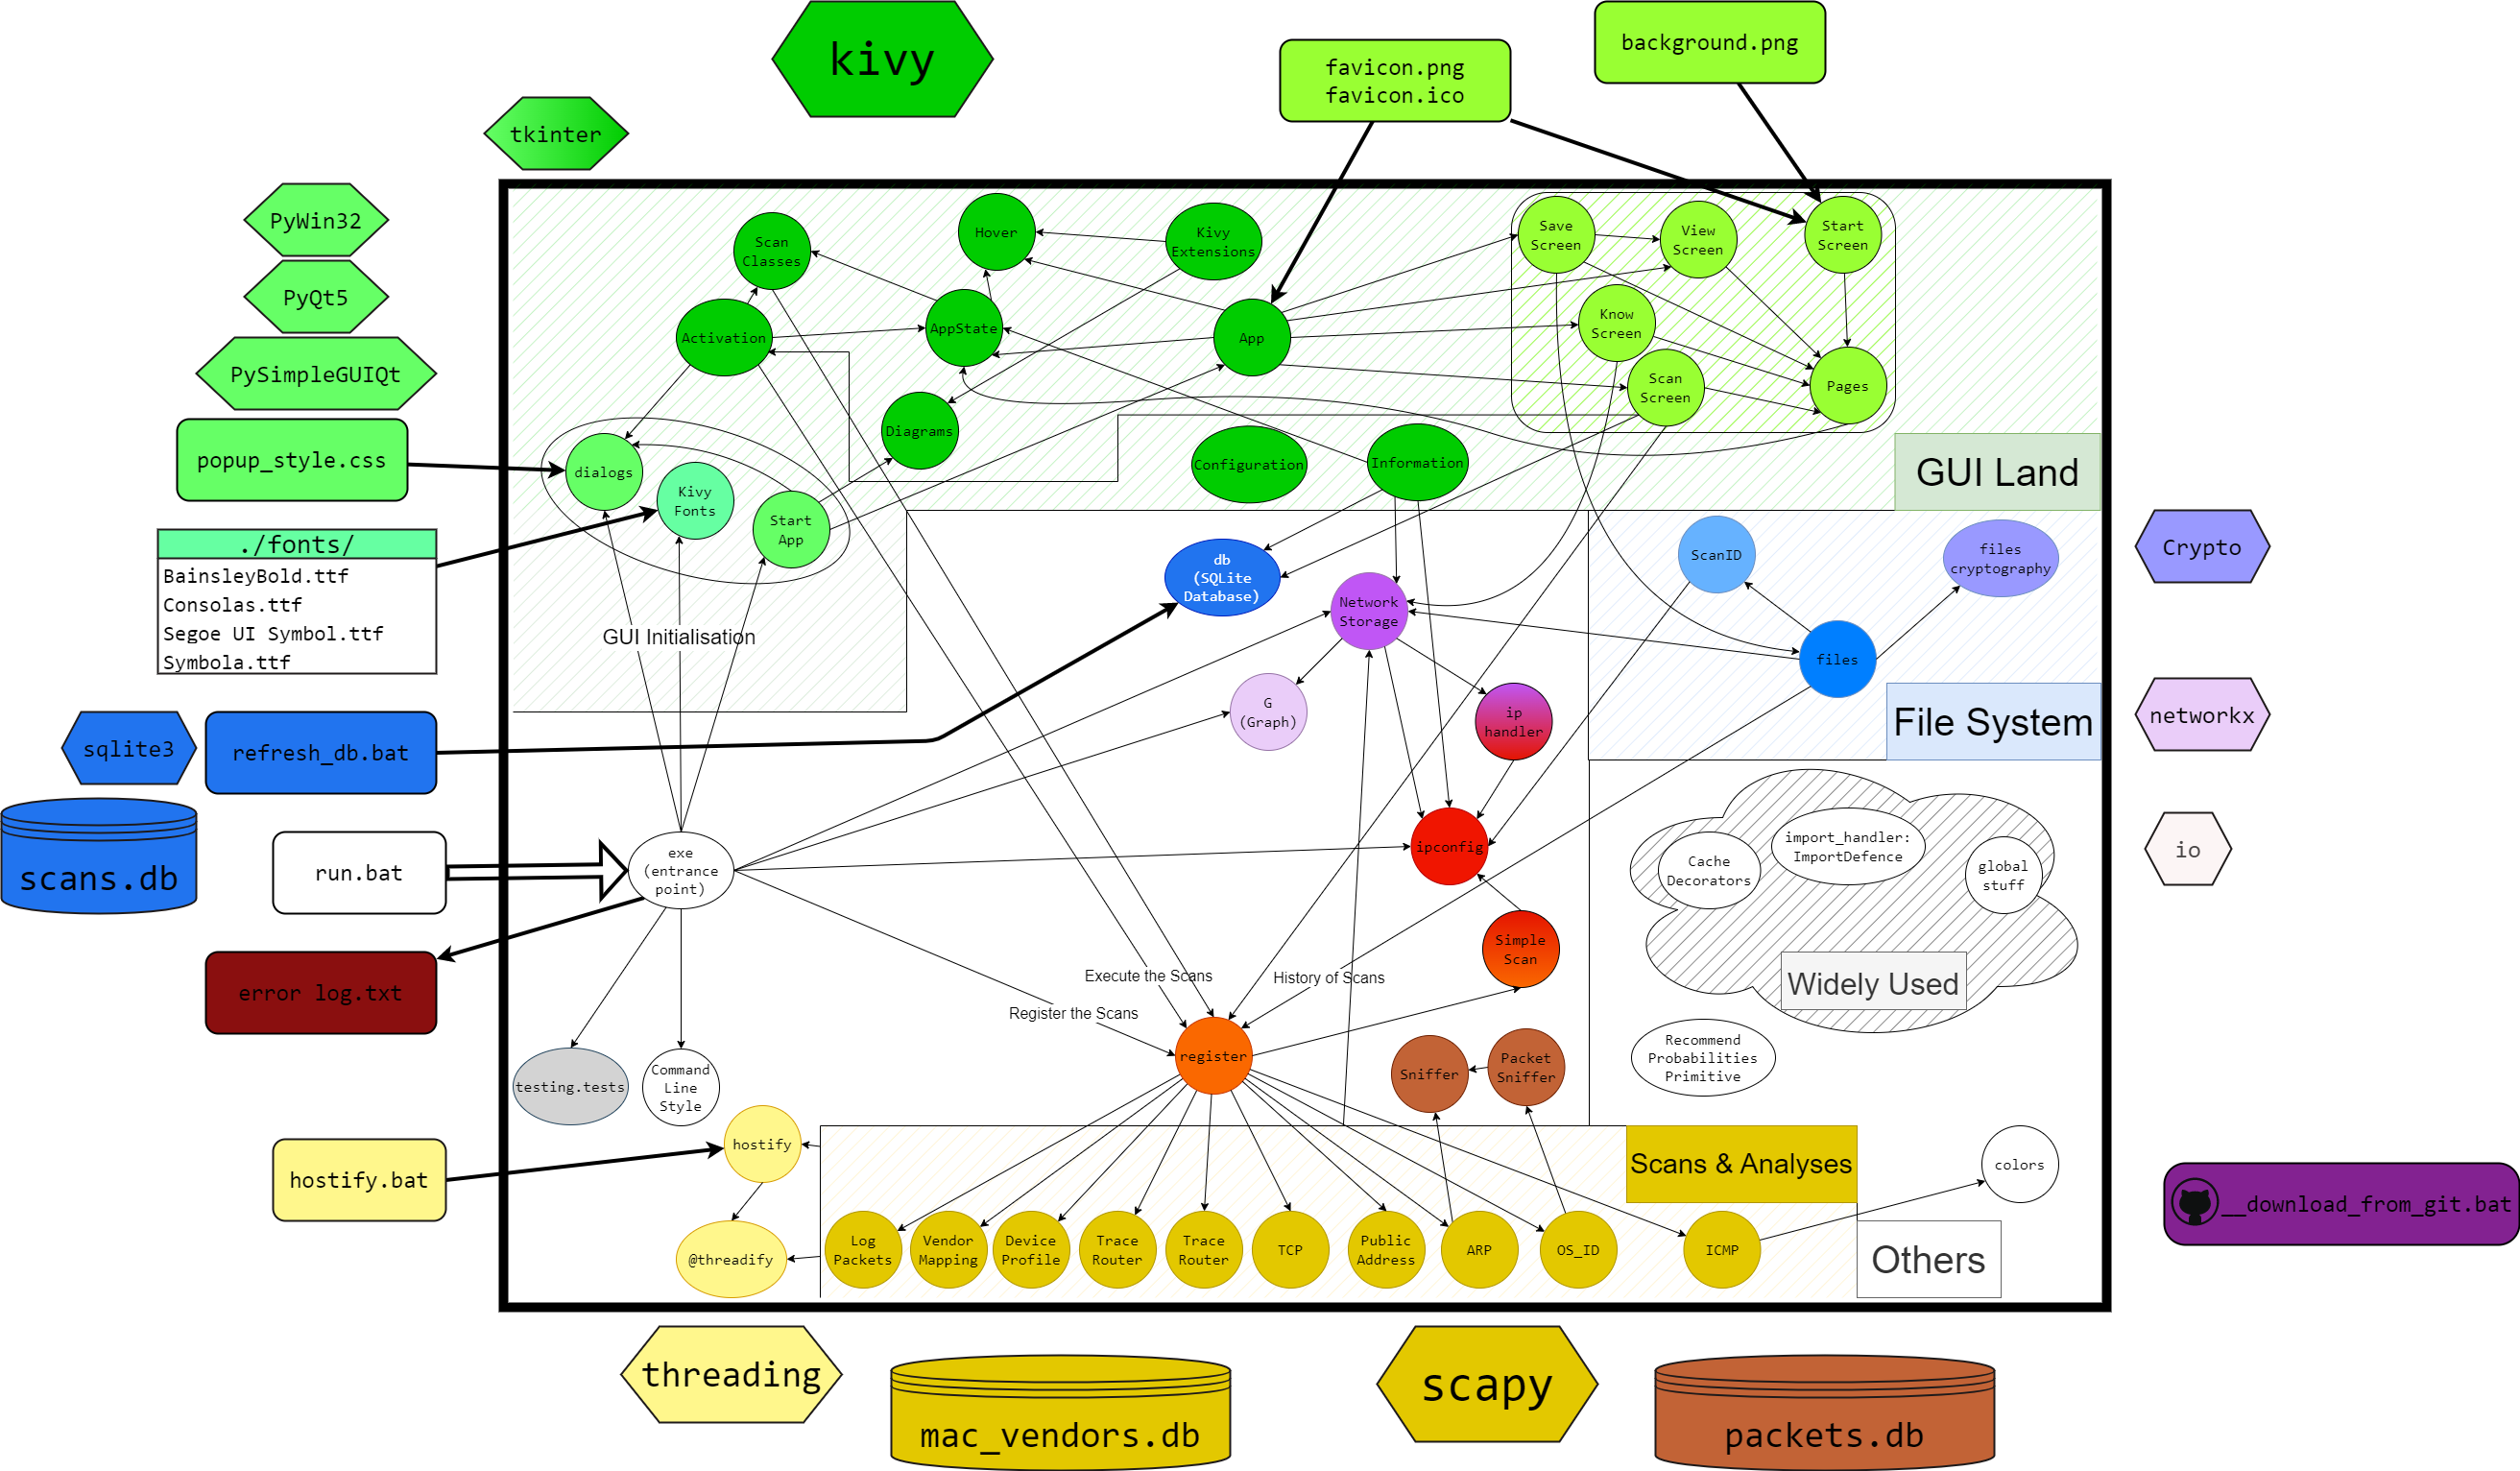 kivy
background.png
favicon.png
favicon.ico
tkinter
PyWin32
PyQt5
PySimpleGUIQt
popup_style.css
./fonts/
BainsleyBold.ttf
Consolas.ttf
Segoe UI Symbol.ttf
Symbola.ttf
sqlite3
refresh_db.bat
scans.db
run.bat
error log.txt
hostify.bat
Scan
Classes
Hover
Kivy
Extensions
Save
Screen
View
Screen
Start
Screen
Activation
AppState
App
Know
Screen
Scan
Screen
Pages
Diagrams
Configuration
Information
GUI Land
dialogs
Kivy
Fonts
Start
App
GUI Initialisation
db
(SQLite
Database)
Network
Storage
G
(Graph)
ip
handler
ScanID
files
cryptography
files
File System
exe
(entrance
point)
ipconfig
Simple
Scan
Cache
Decorators
import_handler:
ImportDefence
global
stuff
Widely Used
Recommend
Probabilities
Primitive
Execute the Scans
History of Scans
Register the Scans
register
Sniffer
Packet
Sniffer
testing.tests
Command
Line
Style
hostify
@threadify
Scans & Analyses
Log
Packets
Vendor
Mapping
Device
Profile
Trace
Router
Trace
Router
TCP
Public
Address
ARP
OS_ID
ICMP
colors
Others
Crypto
networkx
io
__download_from_git.bat
threading
mac_vendors.db
scapy
packets.db